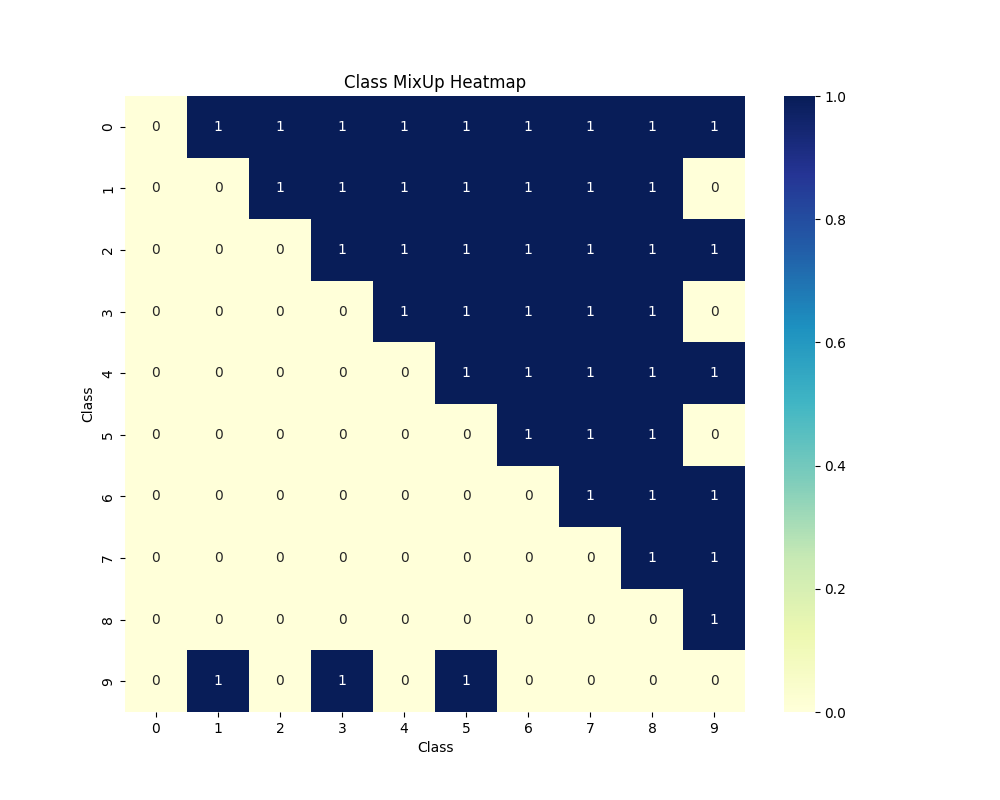 Class MixUp Heatmap
0 0 1 1 1 1 1 1 1 1 1 1.0
1 0 0 1 1 1 1 1 1 1 0 0.8
2 0 0 0 1 1 1 1 1 1 1
3 0 0 0 0 1 1 1 1 1 0 0.6
4 0 0 0 0 0 1 1 1 1 1
Class
5 0 0 0 0 0 0 1 1 1 0 0.4
6 0 0 0 0 0 0 0 1 1 1
7 0 0 0 0 0 0 0 0 1 1 0.2
8 0 0 0 0 0 0 0 0 0 1
9 0 1 0 1 0 1 0 0 0 0 0.0
0 1 2 3 4 5 6 7 8 9
Class